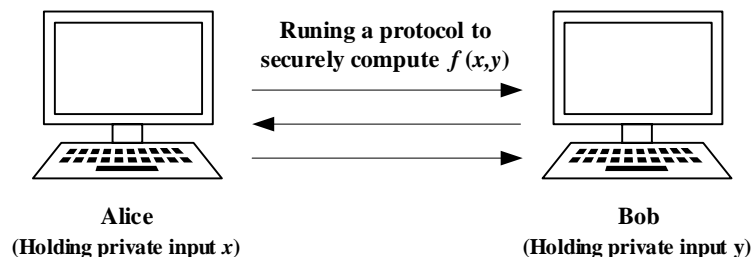 Runing a protocol to
securely compute f (x,y)
Alice
(Holding private input x)
Bob
(Holding private input y)